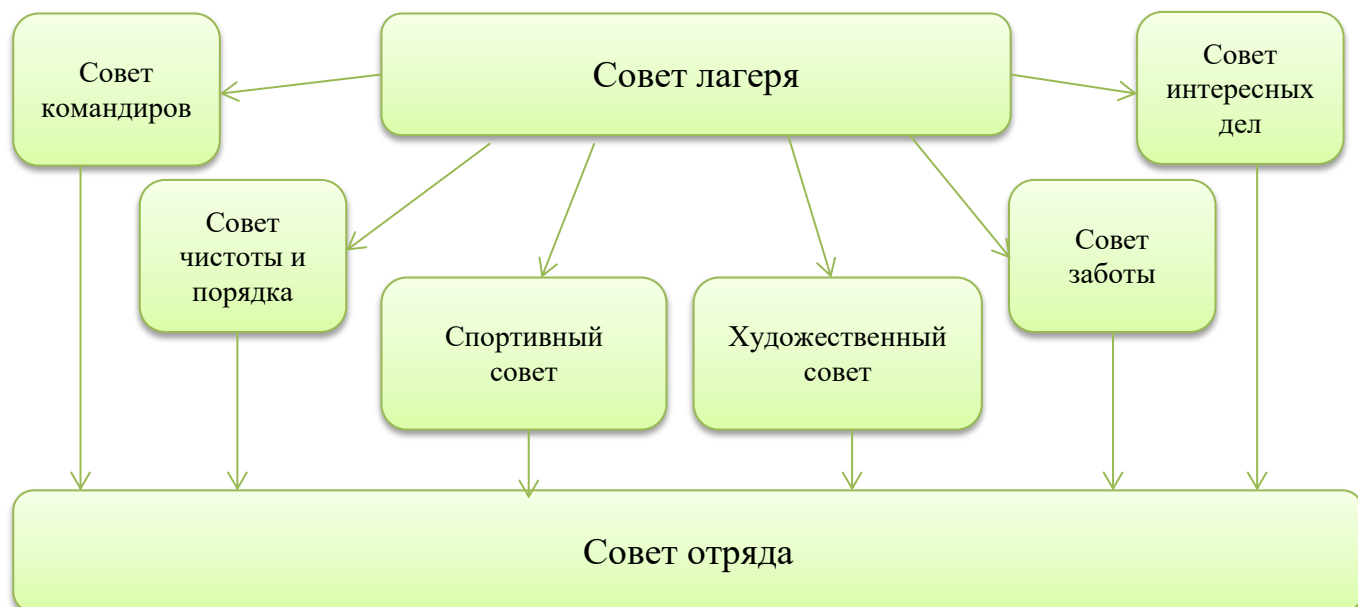 Совет
командиров
Совет лагеря
Совет
интересных
дел
Совет
чистоты и
порядка
Спортивный
совет
Художественный
совет
Совет
заботы
Совет отряда